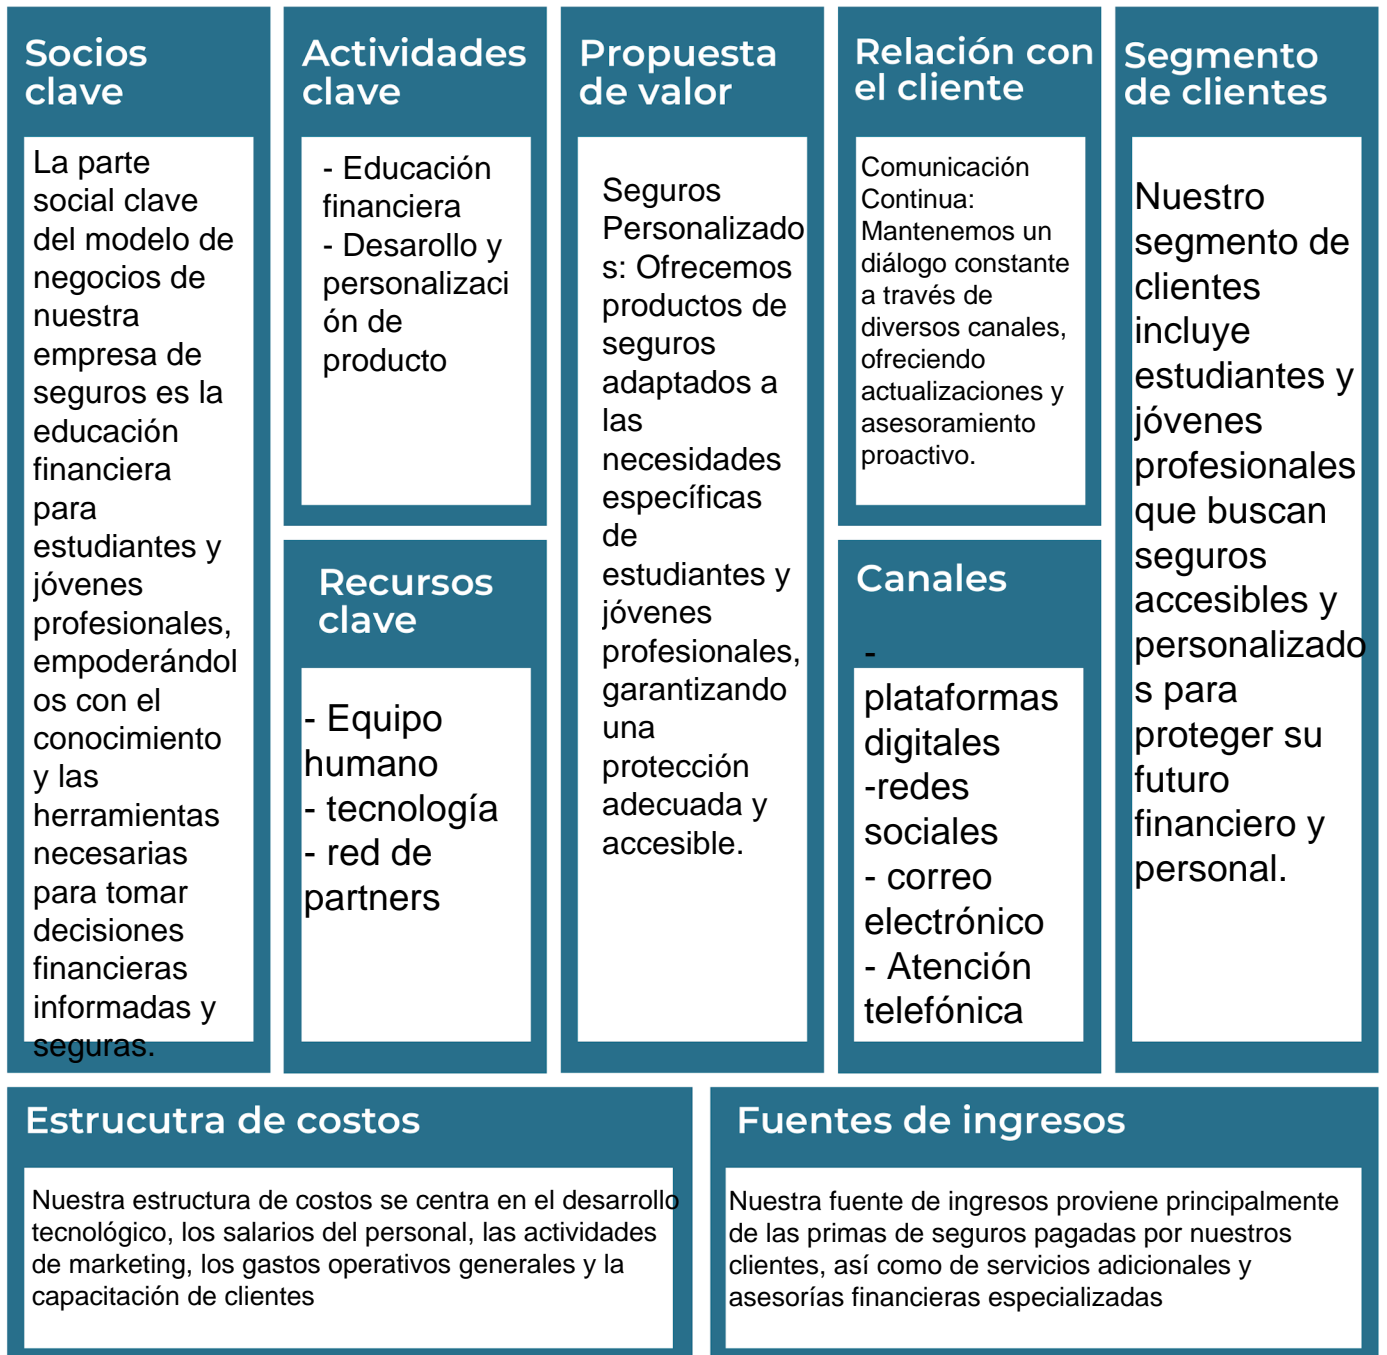 Socios
clave
La parte
social clave
del modelo de
negocios de
nuestra
empresa de
seguros es la
educación
financiera
para
estudiantes y
jóvenes
profesionales,
empoderándol
os con el
conocimiento
y las
herramientas
necesarias
para tomar
decisiones
financieras
informadas y
seguras.
Actividades
clave
- Educación
financiera
- Desarollo y
personalizaci
ón de
producto
Recursos
clave
- Equipo
humano
- tecnología
- red de
partners
Propuesta
de valor
Seguros
Personalizado
s: Ofrecemos
productos de
seguros
adaptados a
las
necesidades
específicas
de
estudiantes y
jóvenes
profesionales,
garantizando
una
protección
adecuada y
accesible.
Relación con
el cliente
Comunicación
Continua:
Mantenemos un
diálogo constante
a través de
diversos canales,
ofreciendo
actualizaciones y
asesoramiento
proactivo.
Canales
-
plataformas
digitales
-redes
sociales
- correo
electrónico
- Atención
telefónica
Segmento
de clientes
Nuestro
segmento de
clientes
incluye
estudiantes y
jóvenes
profesionales
que buscan
seguros
accesibles y
personalizado
s para
proteger su
futuro
financiero y
personal.
Estrucutra de costos
Nuestra estructura de costos se centra en el desarrollo
tecnológico, los salarios del personal, las actividades
de marketing, los gastos operativos generales y la
capacitación de clientes
Fuentes de ingresos
Nuestra fuente de ingresos proviene principalmente
de las primas de seguros pagadas por nuestros
clientes, así como de servicios adicionales y
asesorías financieras especializadas